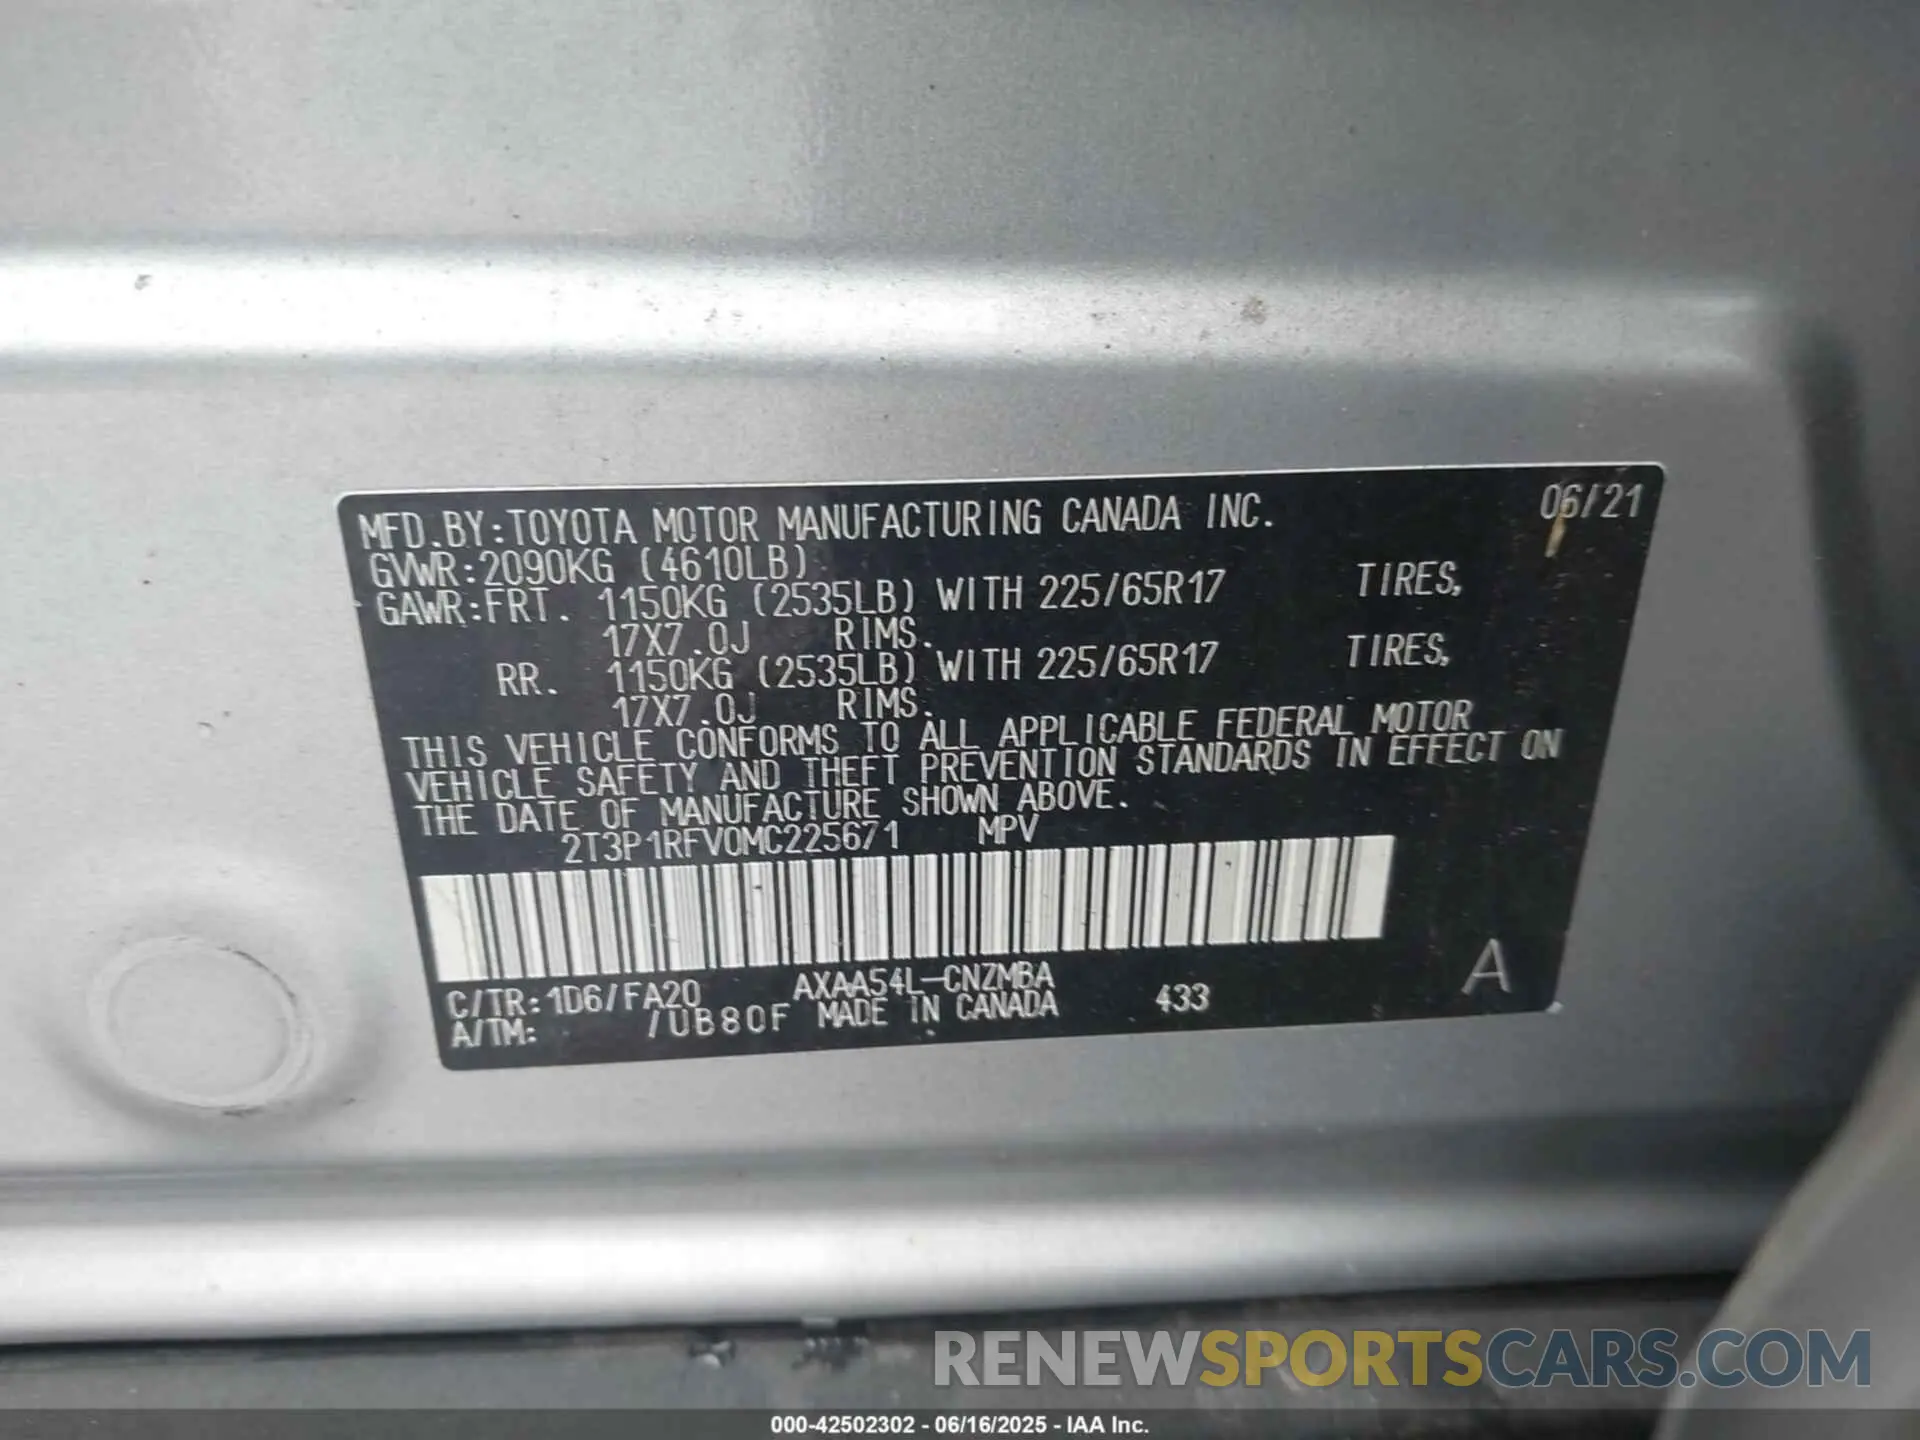 MFD.BY:TOYOTA MOTOR MANUFACTURING CANADA INC. 06/21
GVWR:2090KG (4610LB)
GAWR:FRT. 1150KG (2535LB) WITH 225/65R17 TIRES,
17X7.0J RIMS.
RR. 1150KG (2535LB) WITH 225/65R17 TIRES,
17X7.0J RIMS.
THIS VEHICLE CONFORMS TO ALL APPLICABLE FEDERAL MOTOR
VEHICLE SAFETY AND THEFT PREVENTION STANDARDS IN EFFECT ON
THE DATE OF MANUFACTURE SHOWN ABOVE.
2T3P1RFV0MC225671 MPV
C/TR:1D6/FA20 AXAA54L-CNZMBA
A/TM: /UB80F MADE IN CANADA 433 A
RENEWSPORTSCARS.COM
000-42502302 - 06/16/2025 - IAA Inc.